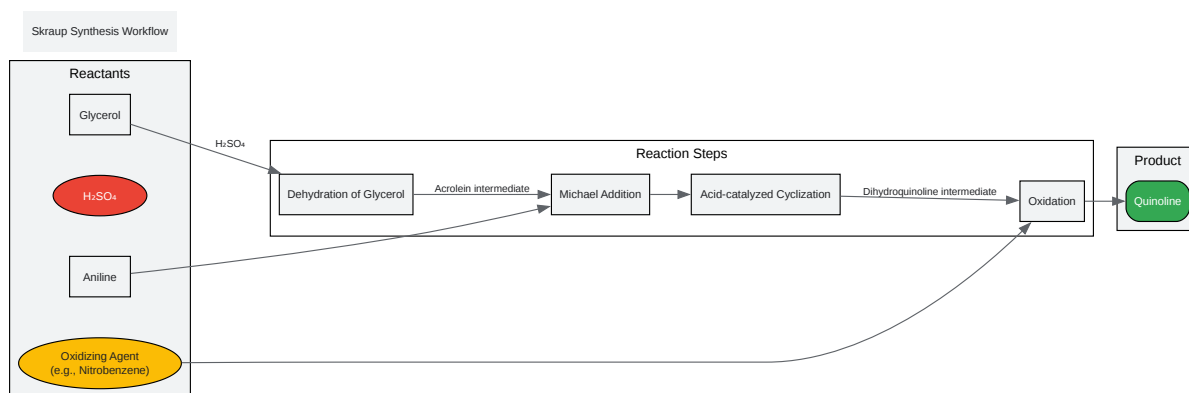 Skraup Synthesis Workflow
Reactants
Glycerol
H₂SO₄
Aniline
Oxidizing Agent
(e.g., Nitrobenzene)
H₂SO₄
Reaction Steps
Dehydration of Glycerol
Acrolein intermediate
Michael Addition
Acid-catalyzed Cyclization
Dihydroquinoline intermediate
Oxidation
Product
Quinoline